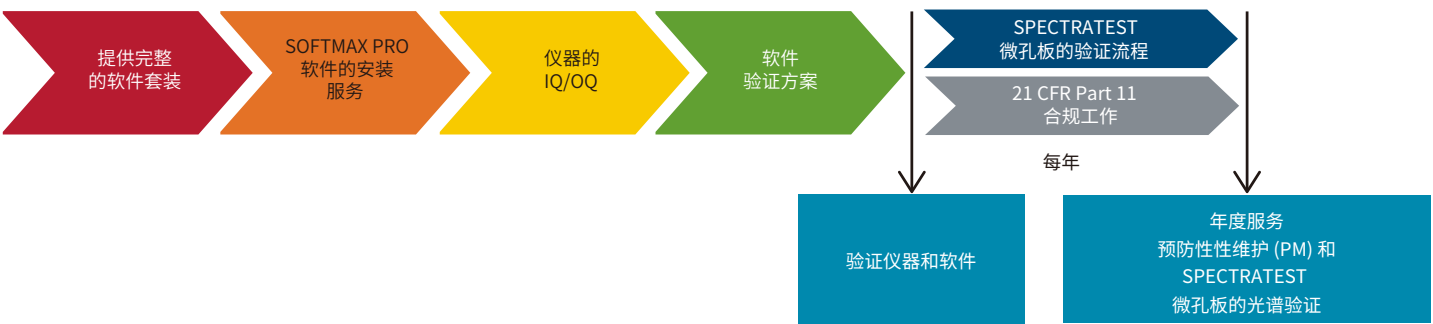 提供完整
的软件套装
SOFTMAX PRO
软件的安装
服务
仪器的
IQ/OQ
软件
验证方案
SPECTRATEST
微孔板的验证流程
21 CFR Part 11
合规工作
每年
验证仪器和软件
年度服务
预防性性维护 (PM) 和
SPECTRATEST
微孔板的光谱验证